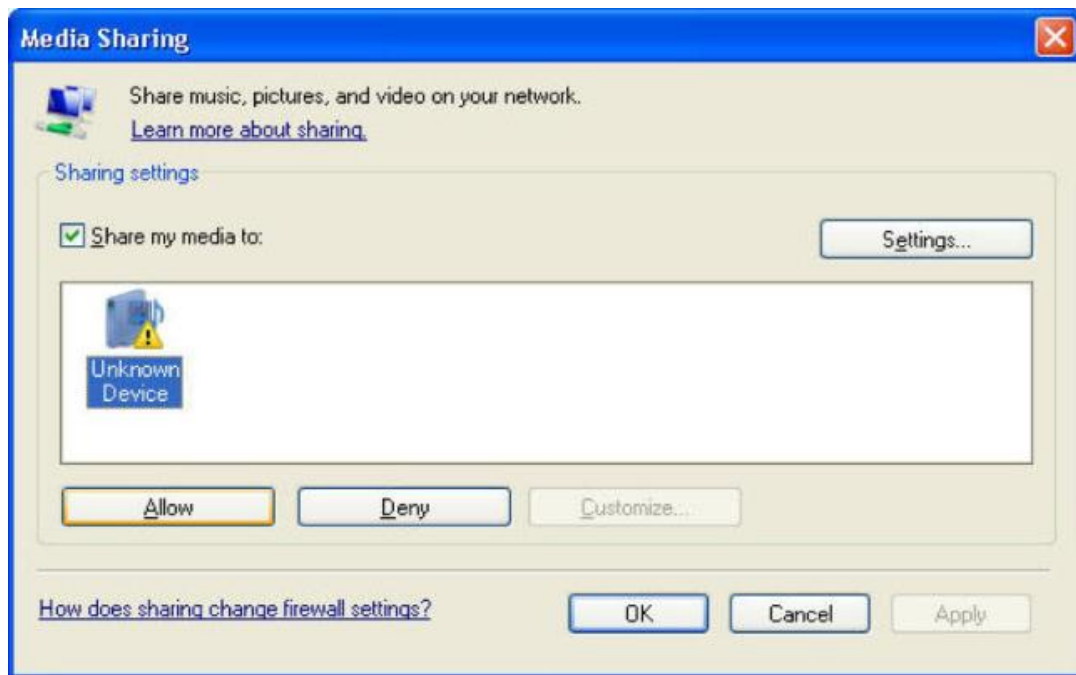 Media Sharing
Share music, pictures, and video on your network.
Learn more about sharing.
Sharing settings
Share my media to:
Settings...
Unknown
Device
Allow
Deny
Customize...
How does sharing change firewall settings?
OK
Cancel
Apply